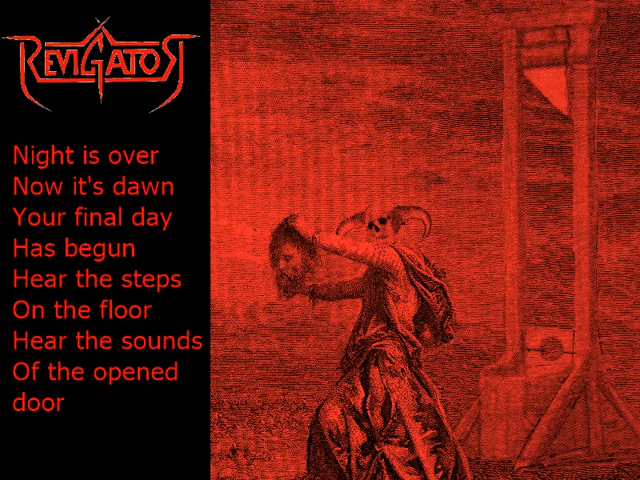 REVIGATOR
Night is over
Now it's dawn
Your final day
Has begun
Hear the steps
On the floor
Hear the sounds
Of the opened
door